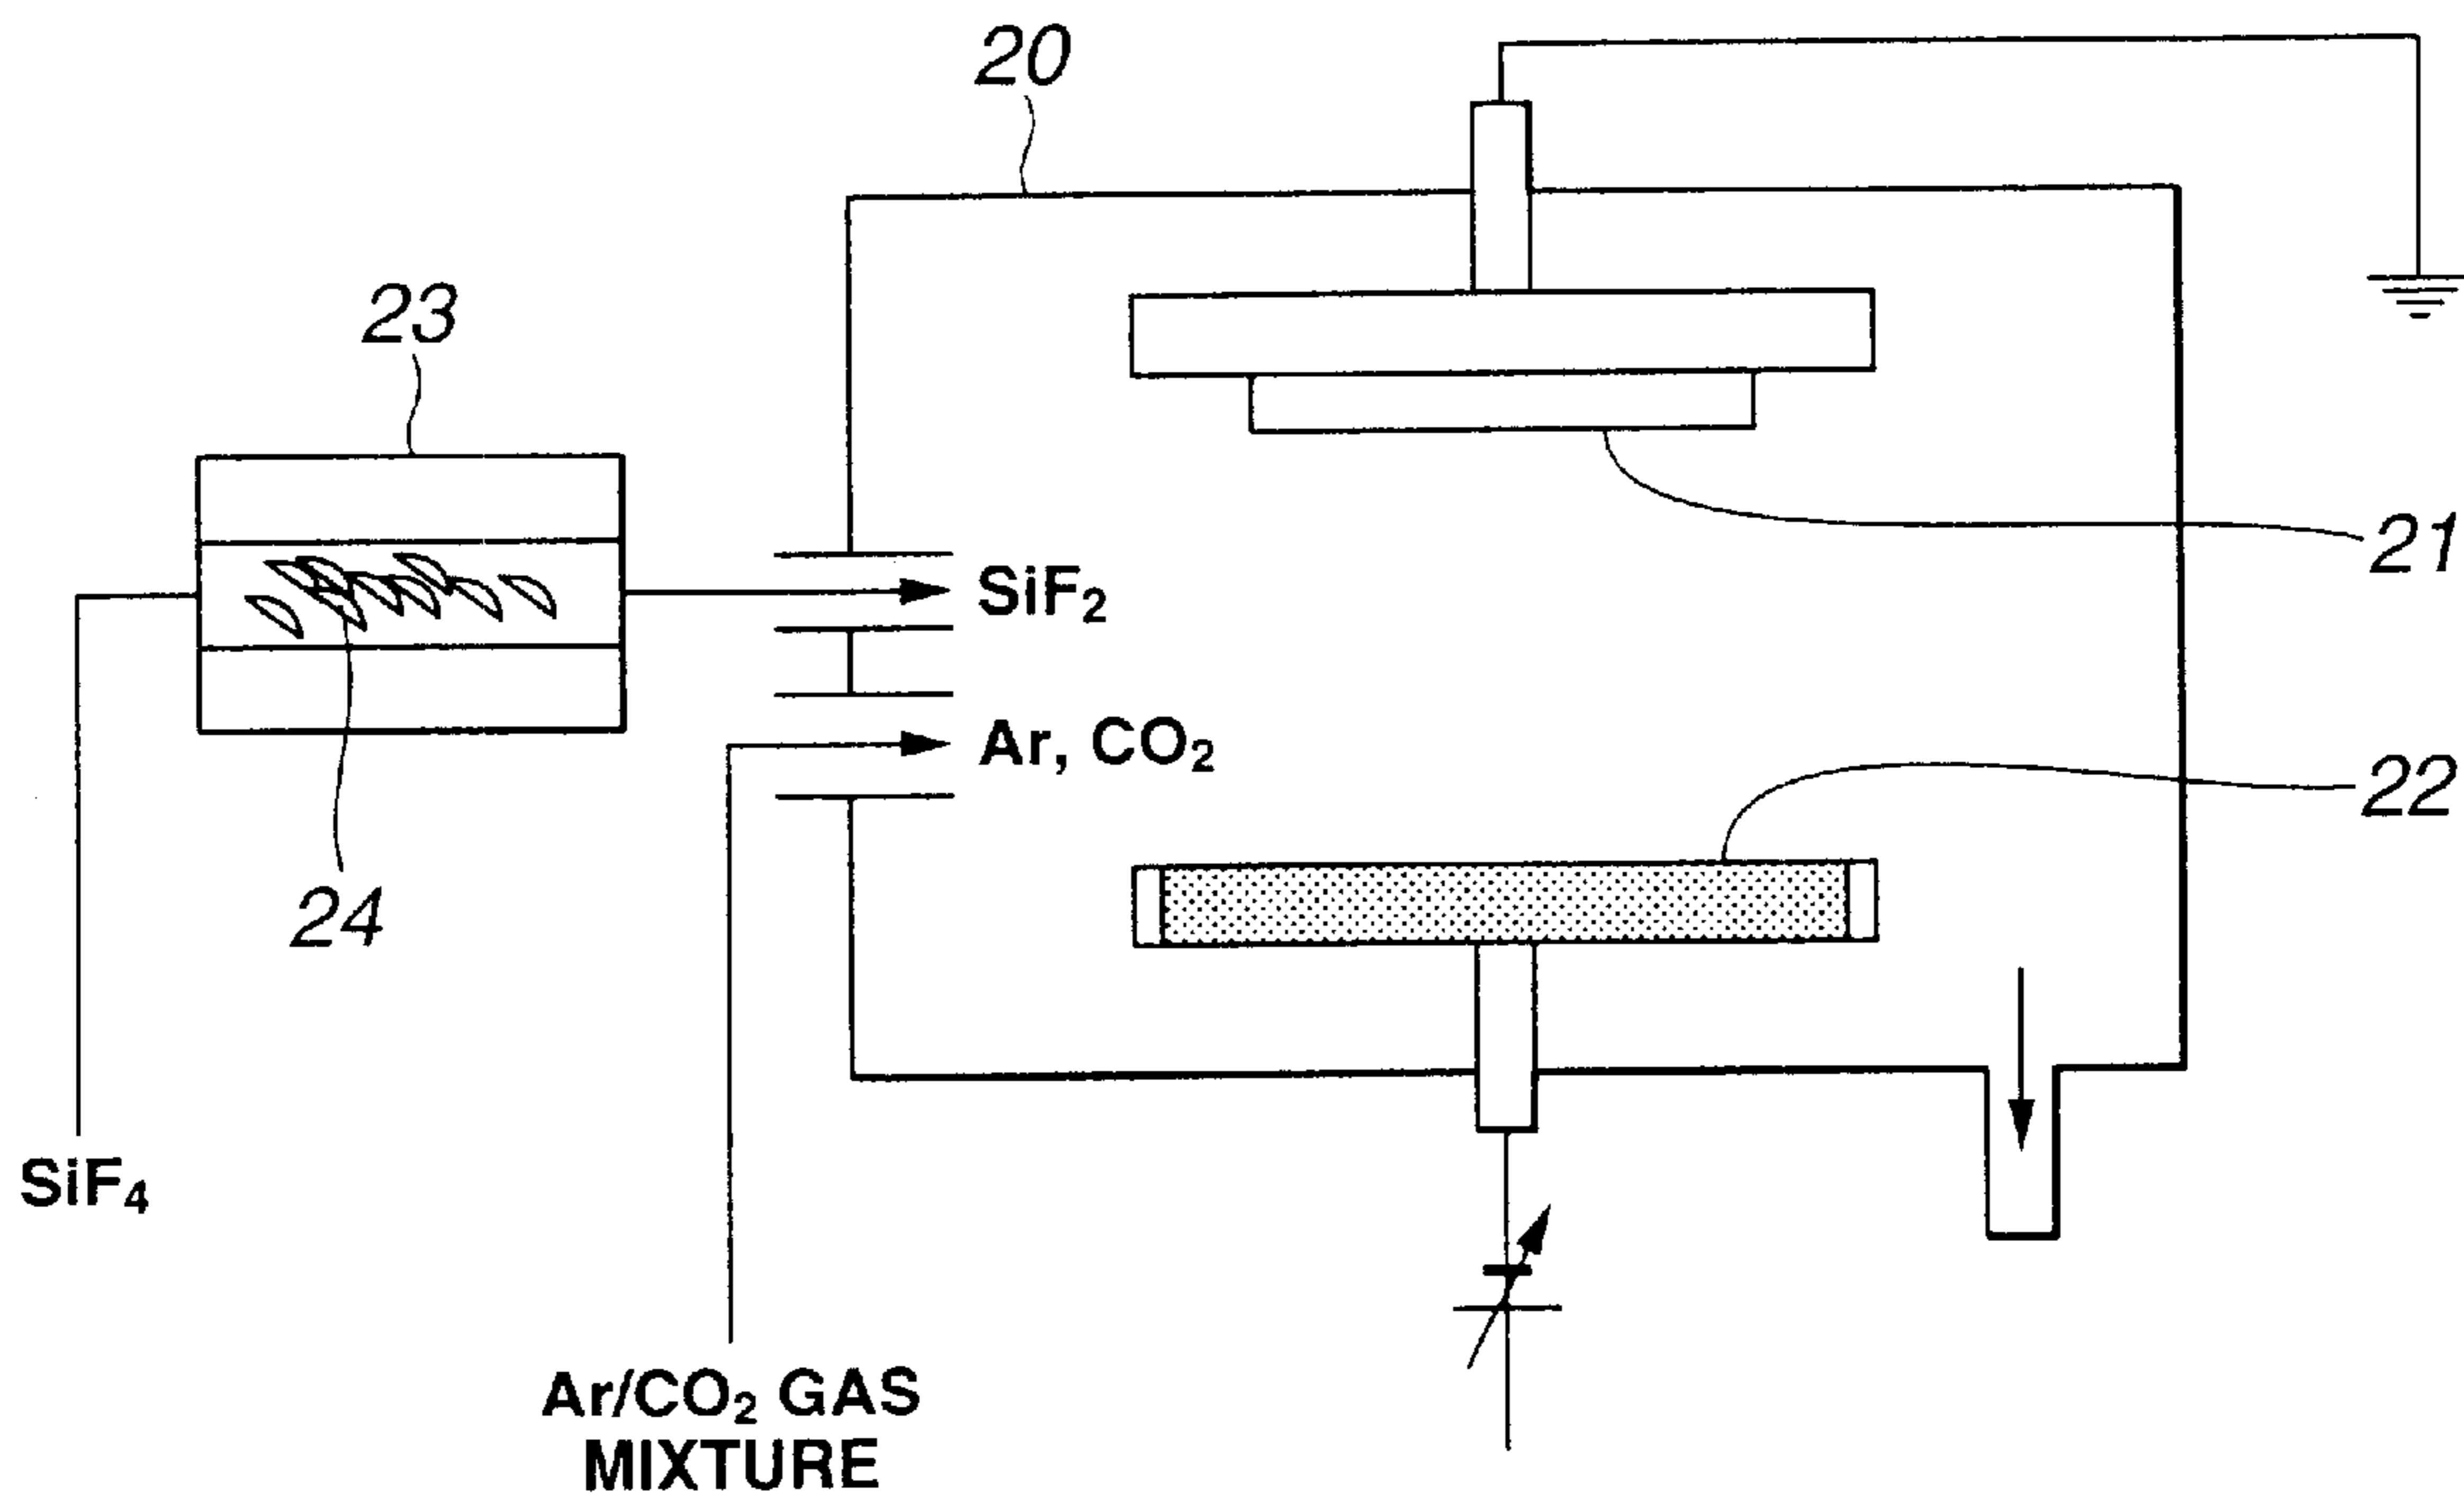 20
23
SiF₂
21
Ar, CO₂
22
24
SiF₄
Ar/CO₂ GAS
MIXTURE